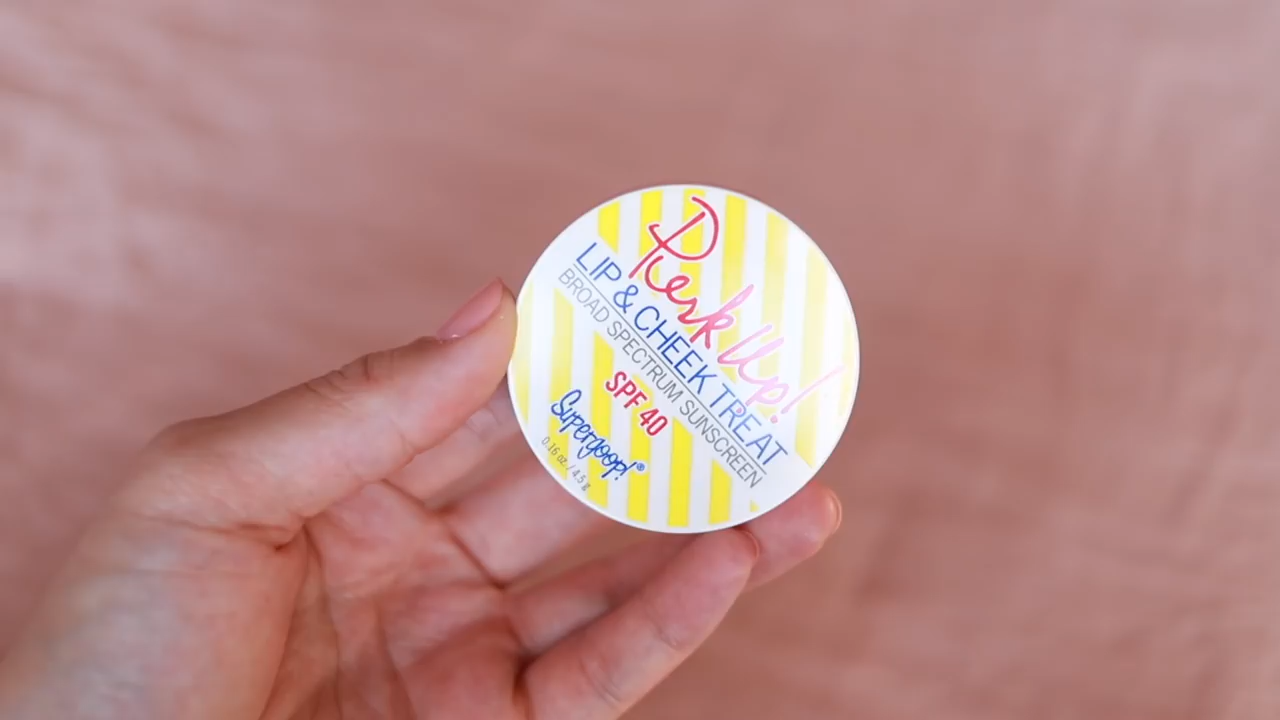 Perk Up!
LIP & CHEEK TREAT
BROAD SPECTRUM SUNSCREEN
SPF 40
Supergoop!®
0.16 oz. / 4.5 g